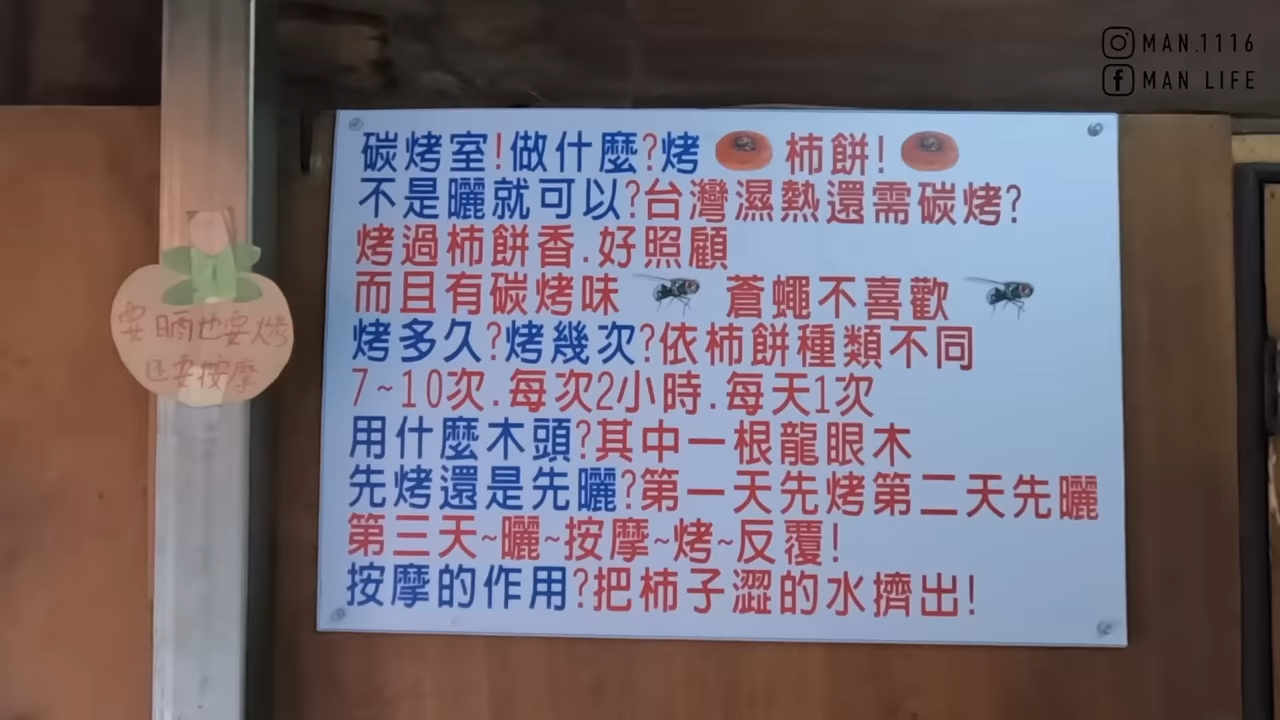 MAN.1116
MAN LIFE
碳烤室!做什麼?烤 柿餅!
不是曬就可以?台灣濕熱還需碳烤?
烤過柿餅香.好照顧
而且有碳烤味 蒼蠅不喜歡
烤多久?烤幾次?依柿餅種類不同
7~10次.每次2小時.每天1次
用什麼木頭?其中一根龍眼木
先烤還是先曬?第一天先烤第二天先曬
第三天~曬~按摩~烤~反覆!
按摩的作用?把柿子澀的水擠出!
要晒也要烤
还要按摩